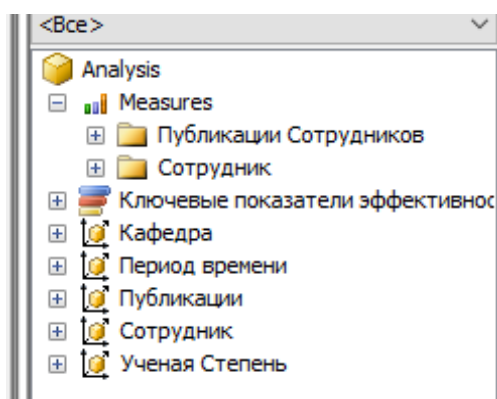 <Все>
Analysis
Measures
Публикации Сотрудников
Сотрудник
Ключевые показатели эффективнос
Кафедра
Период времени
Публикации
Сотрудник
Ученая Степень